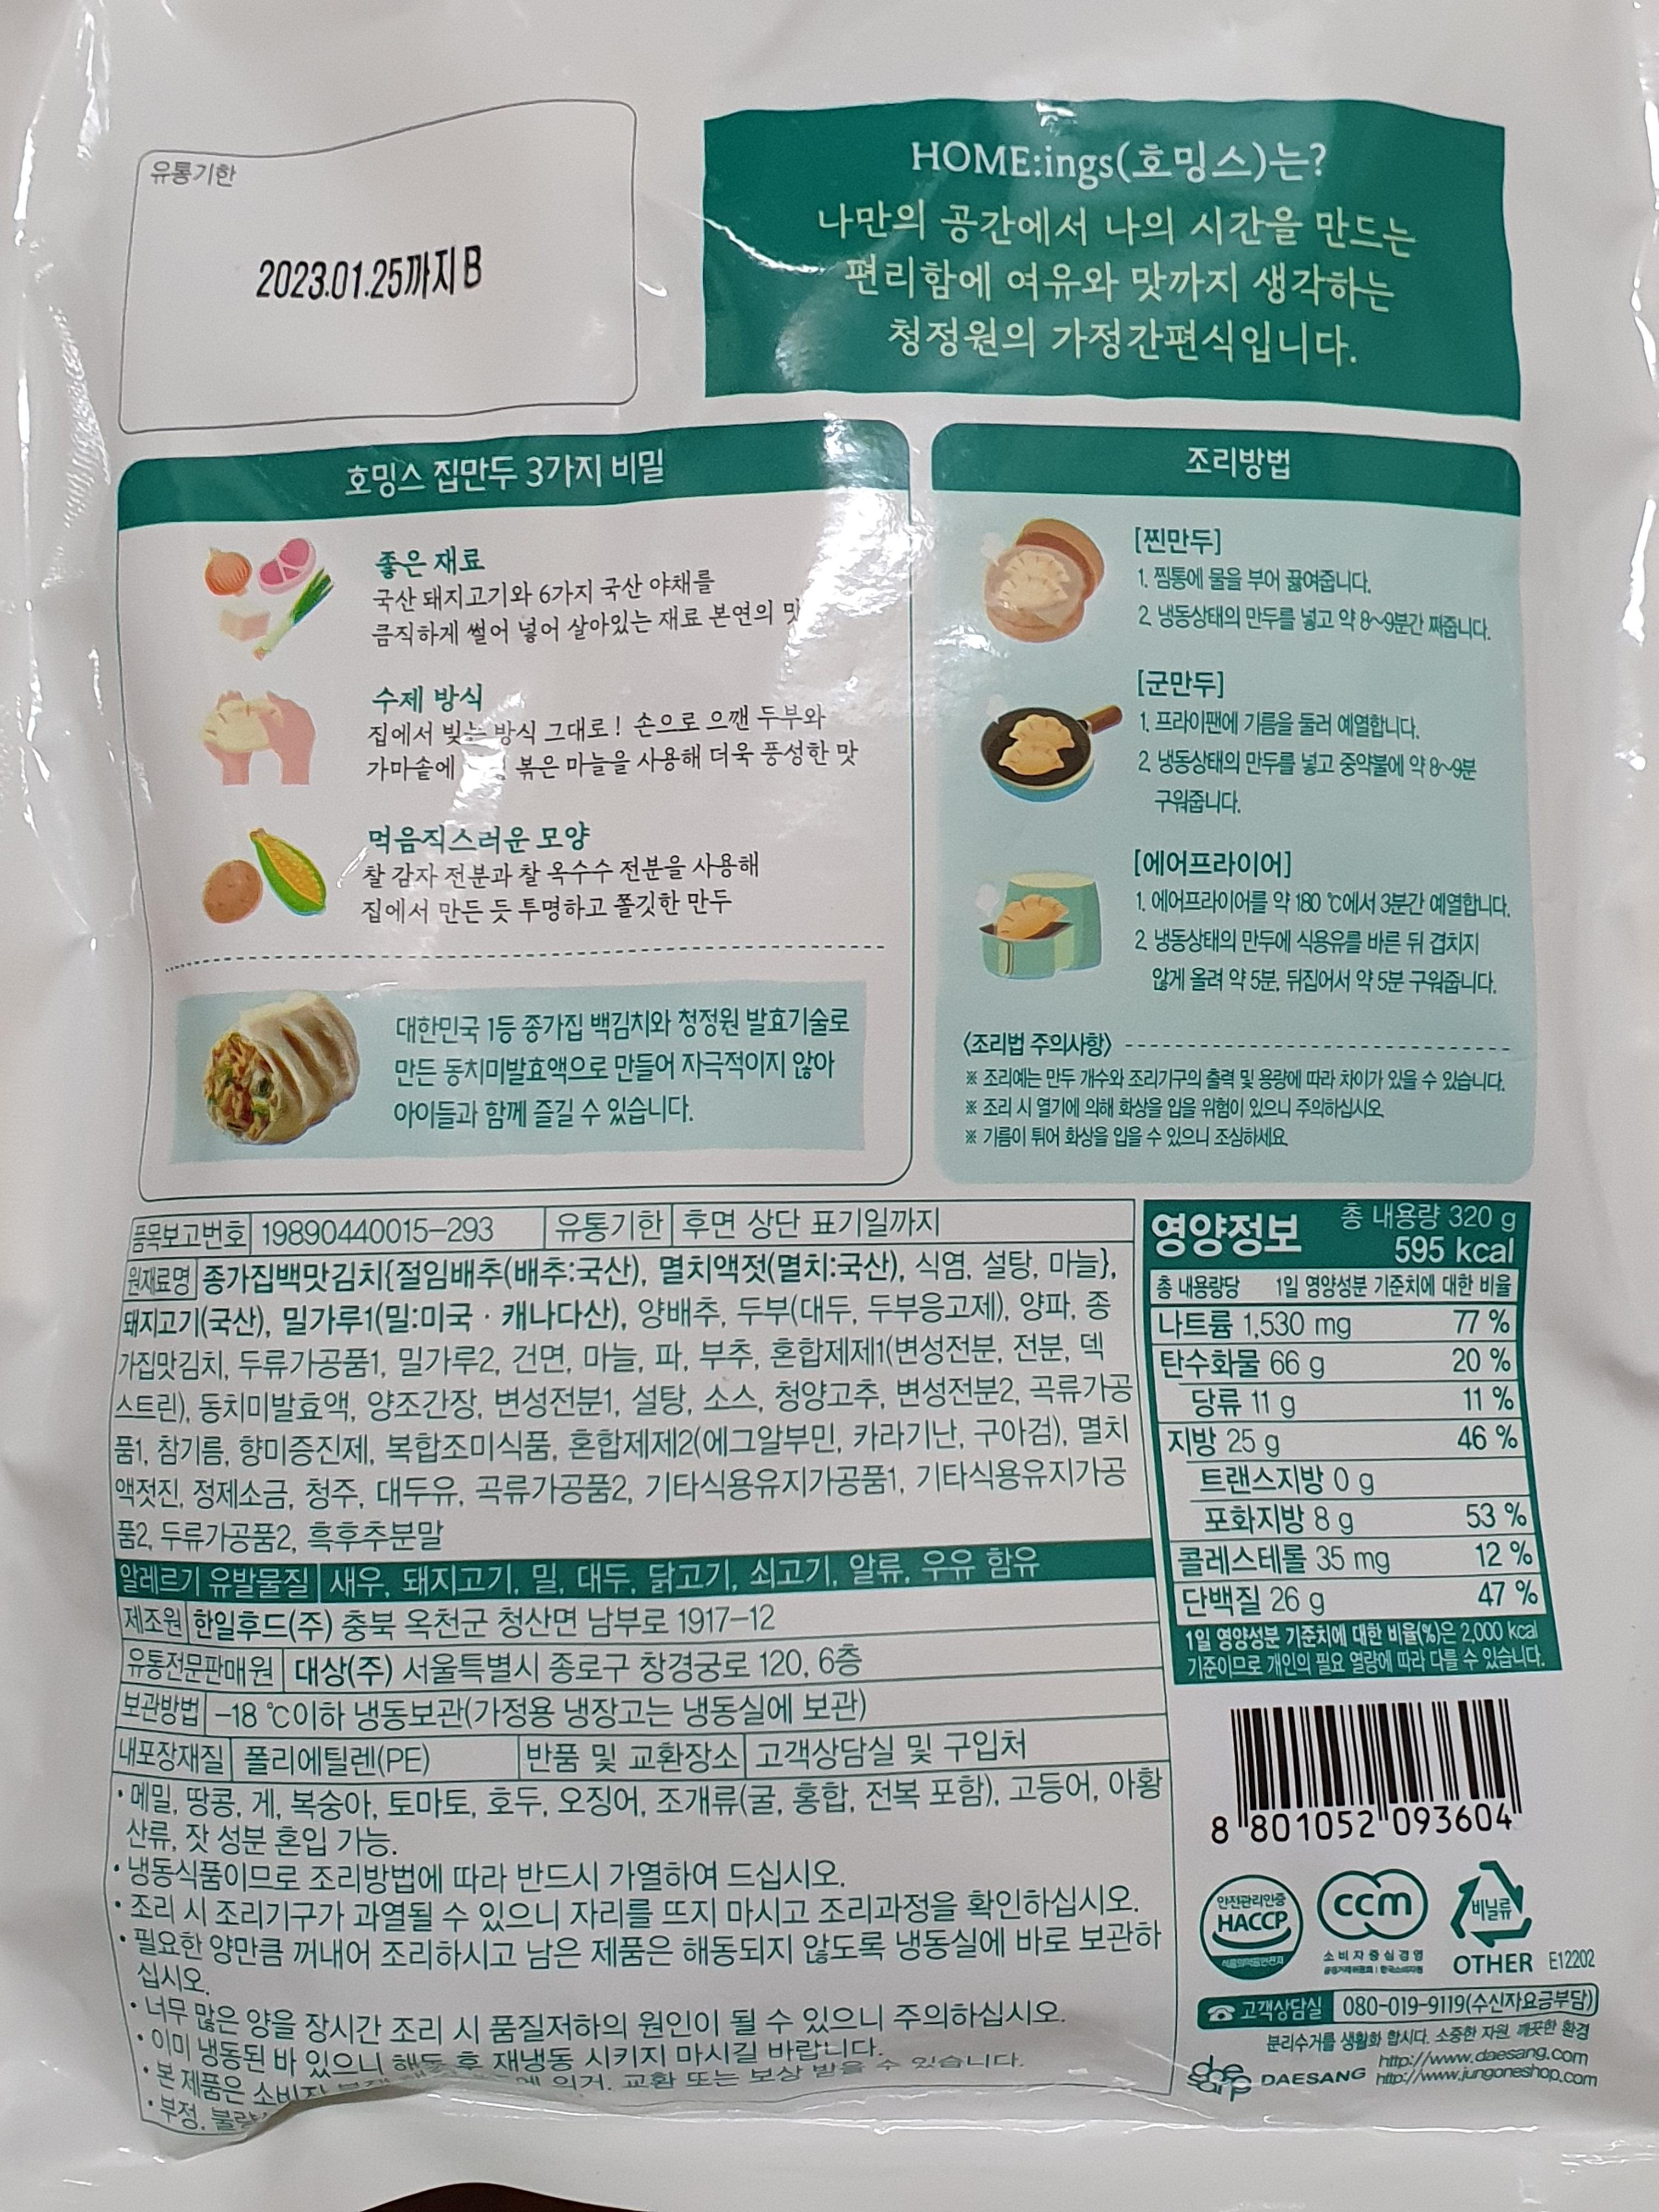 유통기한
2023.01.25까지 B
HOME:ings(호밍스)는?
나만의 공간에서 나의 시간을 만드는
편리함에 여유와 맛까지 생각하는
청정원의 가정간편식입니다.
호밍스 집만두 3가지 비밀
좋은 재료
국산 돼지고기와 6가지 국산 야채를
큼직하게 썰어 넣어 살아있는 재료 본연의 맛
수제 방식
집에서 빚는 방식 그대로! 손으로 으깬 두부와
가마솥에 볶은 마늘을 사용해 더욱 풍성한 맛
먹음직스러운 모양
찰 감자 전분과 찰 옥수수 전분을 사용해
집에서 만든 듯 투명하고 쫄깃한 만두
대한민국 1등 종가집 백김치와 청정원 발효기술로
만든 동치미발효액으로 만들어 자극적이지 않아
아이들과 함께 즐길 수 있습니다.
조리방법
[찐만두]
1. 찜통에 물을 부어 끓여줍니다.
2. 냉동상태의 만두를 넣고 약 8~9분간 쪄줍니다.
[군만두]
1. 프라이팬에 기름을 둘러 예열합니다.
2. 냉동상태의 만두를 넣고 중약불에 약 8~9분
구워줍니다.
[에어프라이어]
1. 에어프라이어를 약 180 ℃에서 3분간 예열합니다.
2. 냉동상태의 만두에 식용유를 바른 뒤 겹치지
않게 올려 약 5분, 뒤집어서 약 5분 구워줍니다.
〈조리법 주의사항〉
※ 조리예는 만두 개수와 조리기구의 출력 및 용량에 따라 차이가 있을 수 있습니다.
※ 조리 시 열기에 의해 화상을 입을 위험이 있으니 주의하십시오.
※ 기름이 튀어 화상을 입을 수 있으니 조심하세요.
품목보고번호 19890440015-293 유통기한 후면 상단 표기일까지
원재료명 종가집백맛김치{절임배추(배추:국산), 멸치액젓(멸치:국산), 식염, 설탕, 마늘},
돼지고기(국산), 밀가루1(밀:미국 · 캐나다산), 양배추, 두부(대두, 두부응고제), 양파, 종
가집맛김치, 두류가공품1, 밀가루2, 건면, 마늘, 파, 부추, 혼합제제1(변성전분, 전분, 덱
스트린), 동치미발효액, 양조간장, 변성전분1, 설탕, 소스, 청양고추, 변성전분2, 곡류가공
품1, 참기름, 향미증진제, 복합조미식품, 혼합제제2(에그알부민, 카라기난, 구아검), 멸치
액젓진, 정제소금, 청주, 대두유, 곡류가공품2, 기타식용유지가공품1, 기타식용유지가공
품2, 두류가공품2, 흑후추분말
알레르기 유발물질 새우, 돼지고기, 밀, 대두, 닭고기, 쇠고기, 알류, 우유 함유
제조원 한일후드(주) 충북 옥천군 청산면 남부로 1917-12
유통전문판매원 대상(주) 서울특별시 종로구 창경궁로 120, 6층
보관방법 -18 ℃이하 냉동보관(가정용 냉장고는 냉동실에 보관)
내포장재질 폴리에틸렌(PE) 반품 및 교환장소 고객상담실 및 구입처
• 메밀, 땅콩, 게, 복숭아, 토마토, 호두, 오징어, 조개류(굴, 홍합, 전복 포함), 고등어, 아황
산류, 잣 성분 혼입 가능.
• 냉동식품이므로 조리방법에 따라 반드시 가열하여 드십시오.
• 조리 시 조리기구가 과열될 수 있으니 자리를 뜨지 마시고 조리과정을 확인하십시오.
• 필요한 양만큼 꺼내어 조리하시고 남은 제품은 해동되지 않도록 냉동실에 바로 보관하
십시오.
• 너무 많은 양을 장시간 조리 시 품질저하의 원인이 될 수 있으니 주의하십시오.
• 이미 냉동된 바 있으니 해동 후 재냉동 시키지 마시길 바랍니다.
• 본 제품은 의거, 교환 또는 보상 받을 수 있습니다.
• 부정,
영양정보 총 내용량 320 g
595 kcal
총 내용량당 1일 영양성분 기준치에 대한 비율
나트륨 1,530 mg 77 %
탄수화물 66 g 20 %
당류 11 g 11 %
지방 25 g 46 %
트랜스지방 0 g
포화지방 8 g 53 %
콜레스테롤 35 mg 12 %
단백질 26 g 47 %
1일 영양성분 기준치에 대한 비율(%)은 2,000 kcal
기준이므로 개인의 필요 열량에 따라 다를 수 있습니다.
8 801052 093604
안전관리인증
HACCP
식품의약품안전처
ccm
소비자중심경영
비닐류
OTHER E12202
고객상담실 080-019-9119(수신자요금부담)
분리수거를 생활화 합시다. 소중한 자원, 깨끗한 환경
DAESANG http://www.daesang.com
http://www.jungoneshop.com